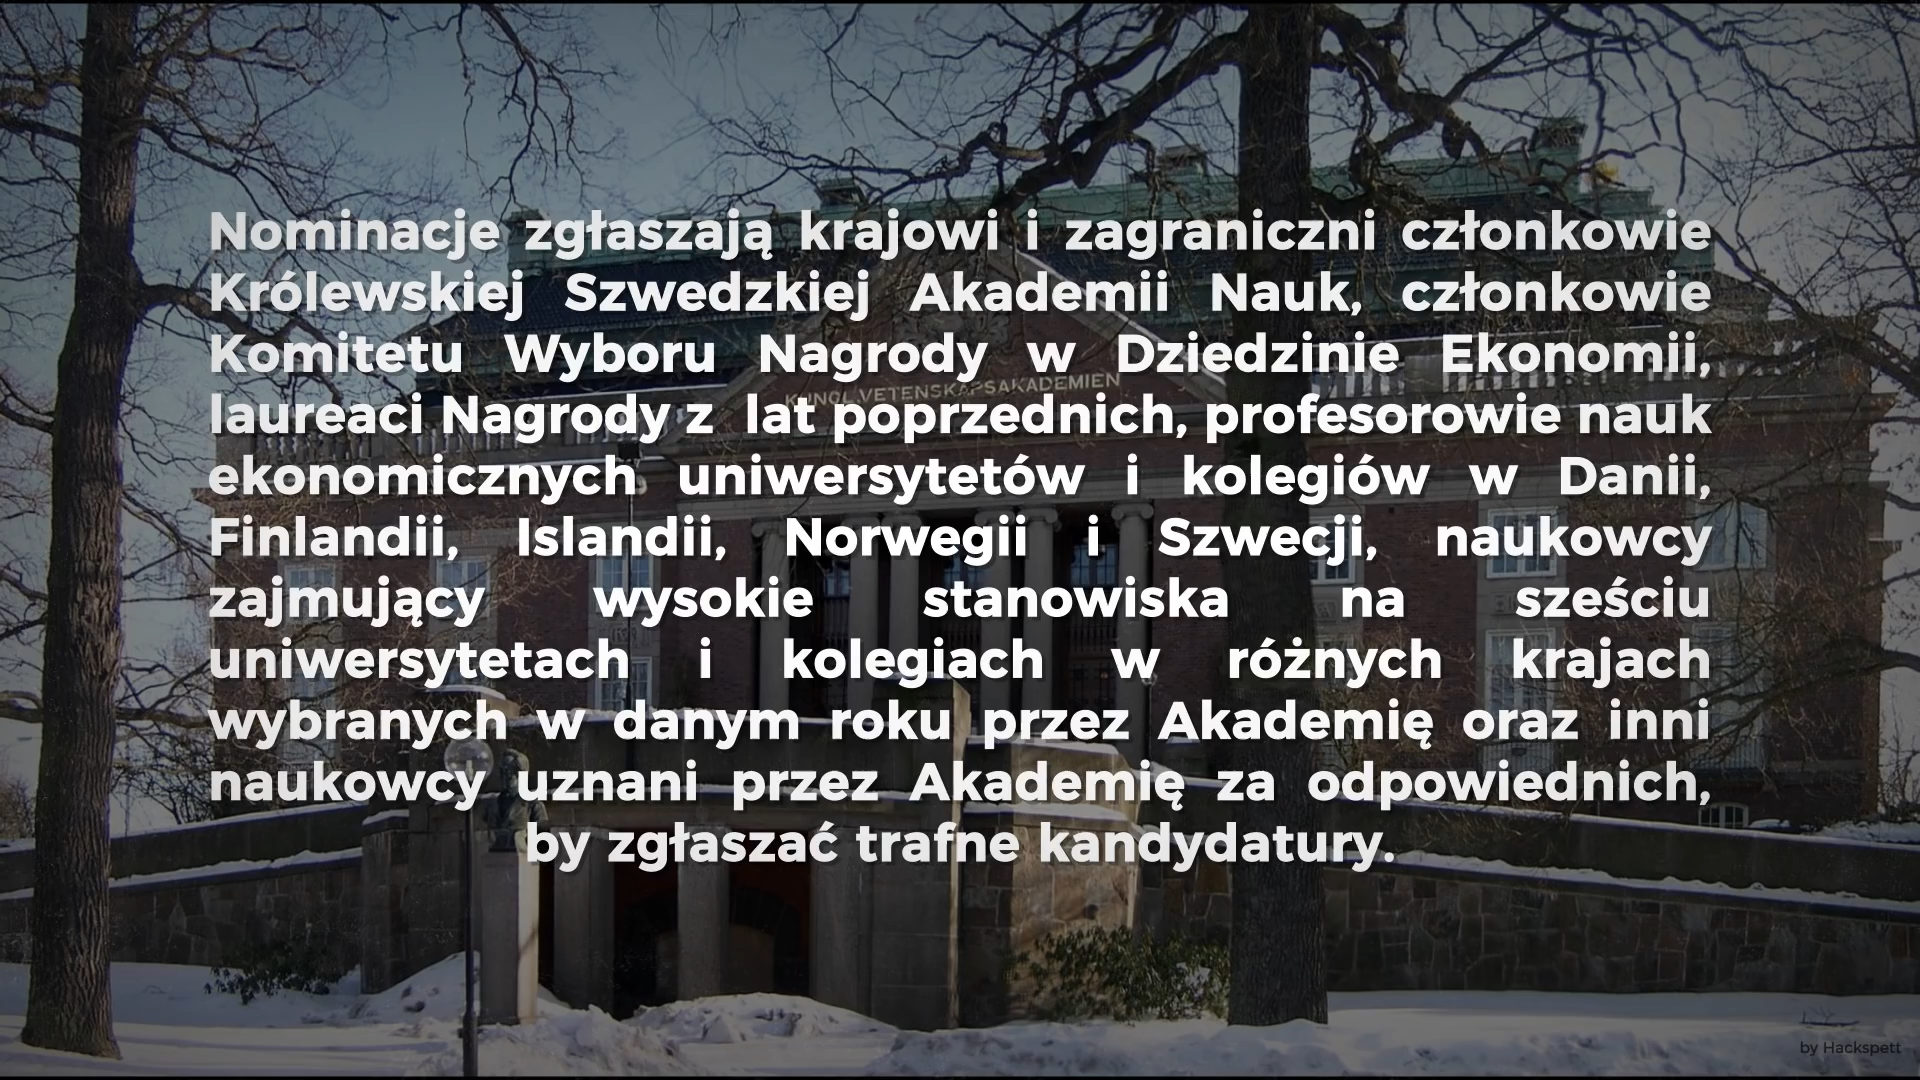 Nominacje zgłaszają krajowi i zagraniczni członkowie
Królewskiej Szwedzkiej Akademii Nauk, członkowie
Komitetu Wyboru Nagrody w Dziedzinie Ekonomii,
KUNGL.VETENSKAPSAKADEMIEN
laureaci Nagrody z lat poprzednich, profesorowie nauk
ekonomicznych uniwersytetów i kolegiów w Danii,
Finlandii, Islandii, Norwegii i Szwecji, naukowcy
zajmujący wysokie stanowiska na sześciu
uniwersytetach i kolegiach w różnych krajach
wybranych w danym roku przez Akademię oraz inni
naukowcy uznani przez Akademię za odpowiednich,
by zgłaszać trafne kandydatury.
by Hackspett